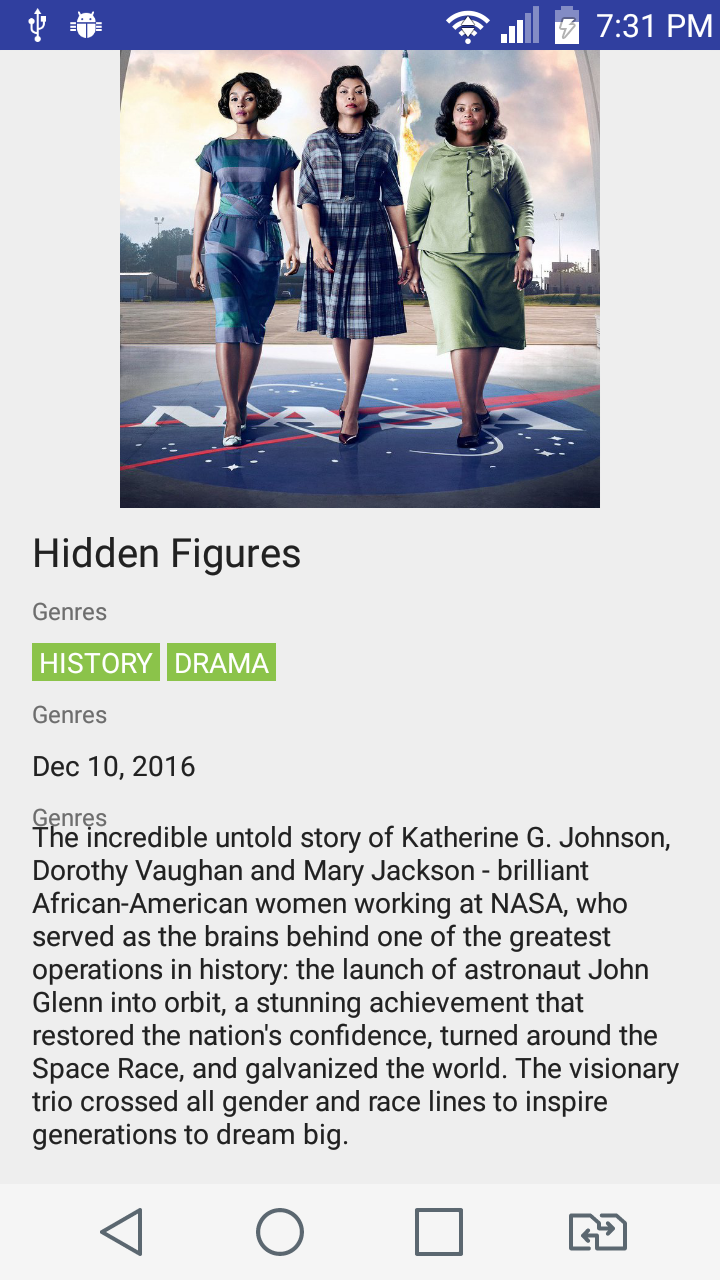 7:31 PM
NASA
Hidden Figures
Genres
HISTORY DRAMA
Genres
Dec 10, 2016
Genres
The incredible untold story of Katherine G. Johnson,
Dorothy Vaughan and Mary Jackson - brilliant
African-American women working at NASA, who
served as the brains behind one of the greatest
operations in history: the launch of astronaut John
Glenn into orbit, a stunning achievement that
restored the nation's confidence, turned around the
Space Race, and galvanized the world. The visionary
trio crossed all gender and race lines to inspire
generations to dream big.